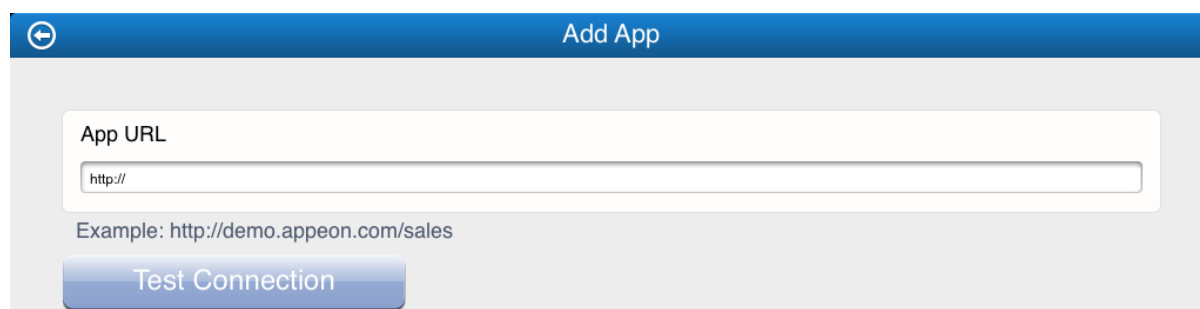 Add App
App URL
http://
Example: http://demo.appeon.com/sales
Test Connection